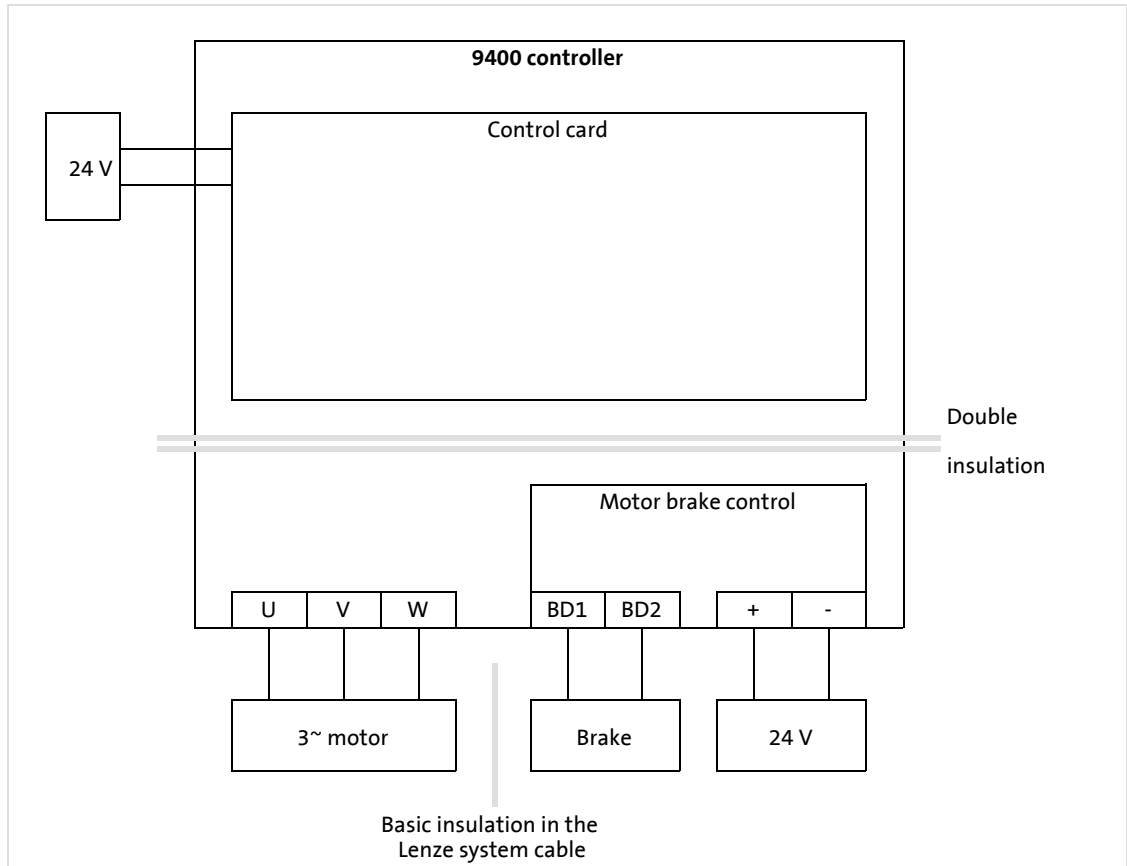 9400 controller
Control card
24 V
Double
insulation
Motor brake control
U V W BD1 BD2 + -
3~ motor Brake 24 V
Basic insulation in the
Lenze system cable